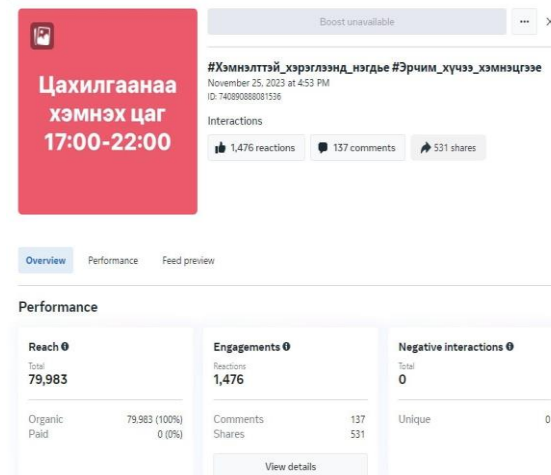 Цахилгаанаа
хэмнэх цаг
17:00-22:00
Boost unavailable
#Хэмнэлттэй_хэрэглээнд_нэгдье #Эрчим_хүчээ_хэмнэцгээе
November 25, 2023 at 4:53 PM
ID: 740890888081536
Interactions
1,476 reactions
137 comments
531 shares
Overview
Performance
Feed preview
Performance
Reach
Total
79,983
Organic 79,983 (100%)
Paid 0 (0%)
Engagements
Reactions
1,476
Comments 137
Shares 531
View details
Negative interactions
Total
0
Unique 0